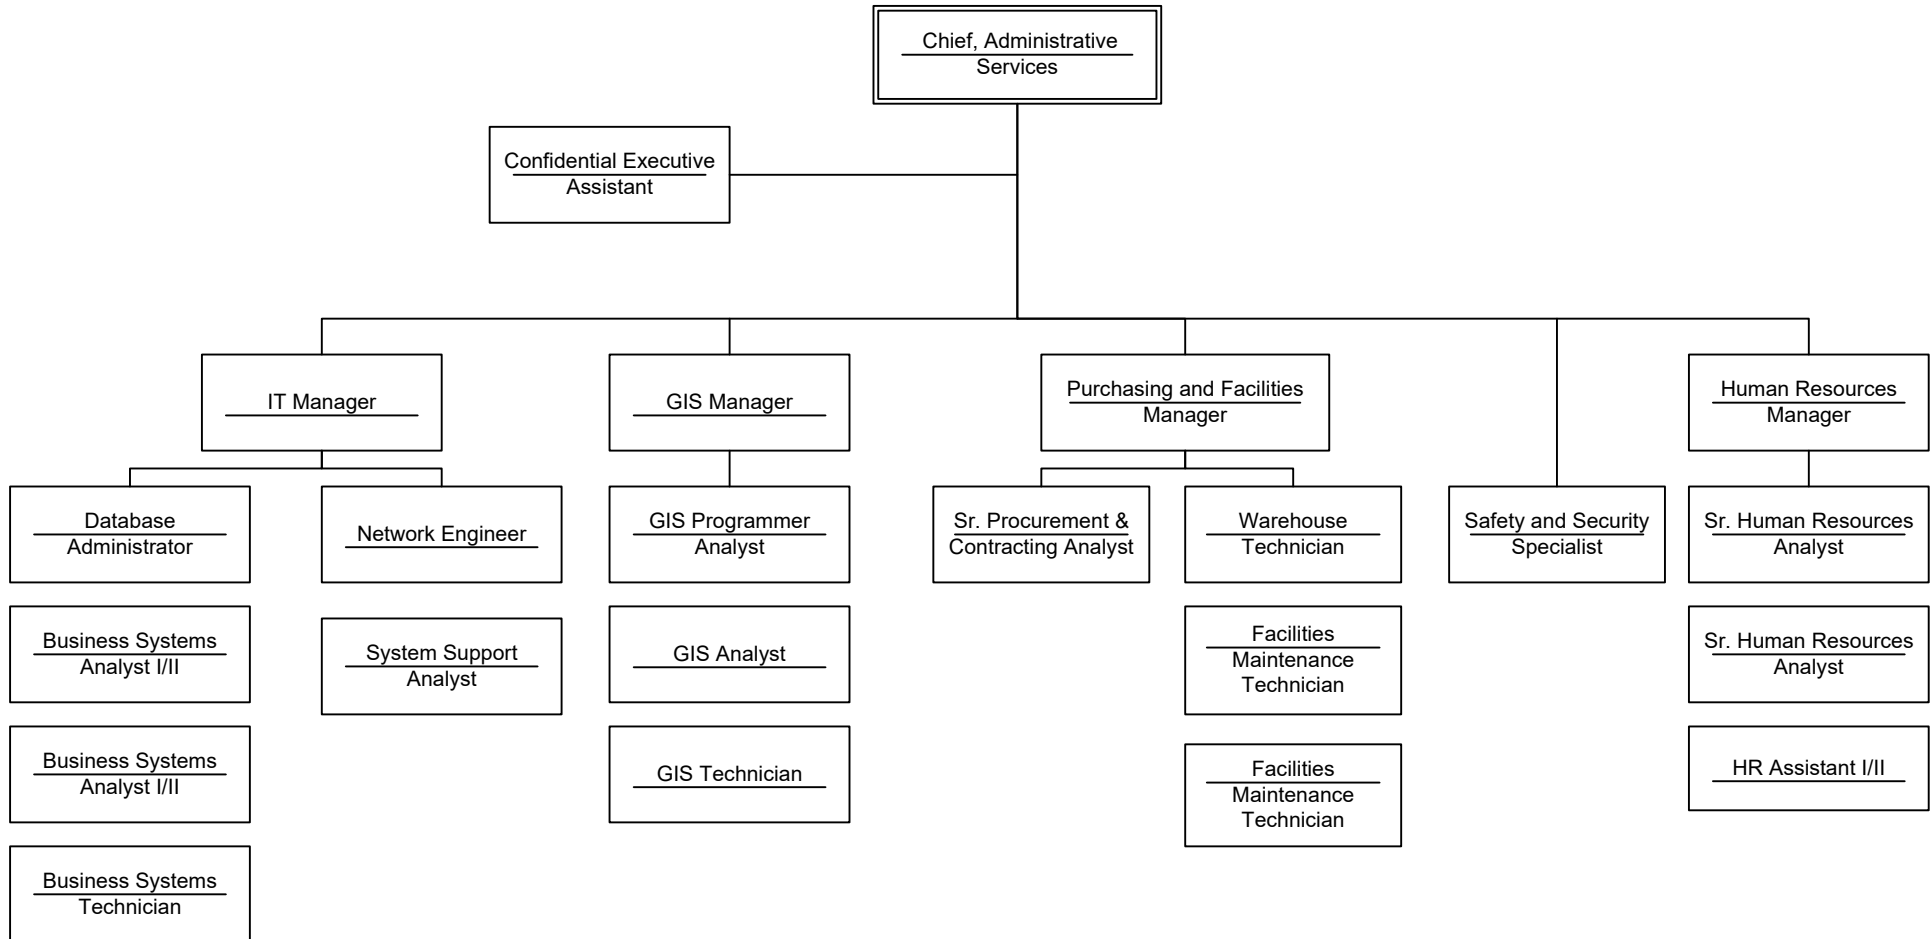 Chief, Administrative
Services
Confidential Executive
Assistant
IT Manager
GIS Manager
Purchasing and Facilities
Manager
Human Resources
Manager
Database
Administrator
Network Engineer
GIS Programmer
Analyst
Sr. Procurement &
Contracting Analyst
Warehouse
Technician
Safety and Security
Specialist
Sr. Human Resources
Analyst
Business Systems
Analyst I/II
System Support
Analyst
GIS Analyst
Facilities
Maintenance
Technician
Sr. Human Resources
Analyst
Business Systems
Analyst I/II
GIS Technician
Facilities
Maintenance
Technician
HR Assistant I/II
Business Systems
Technician